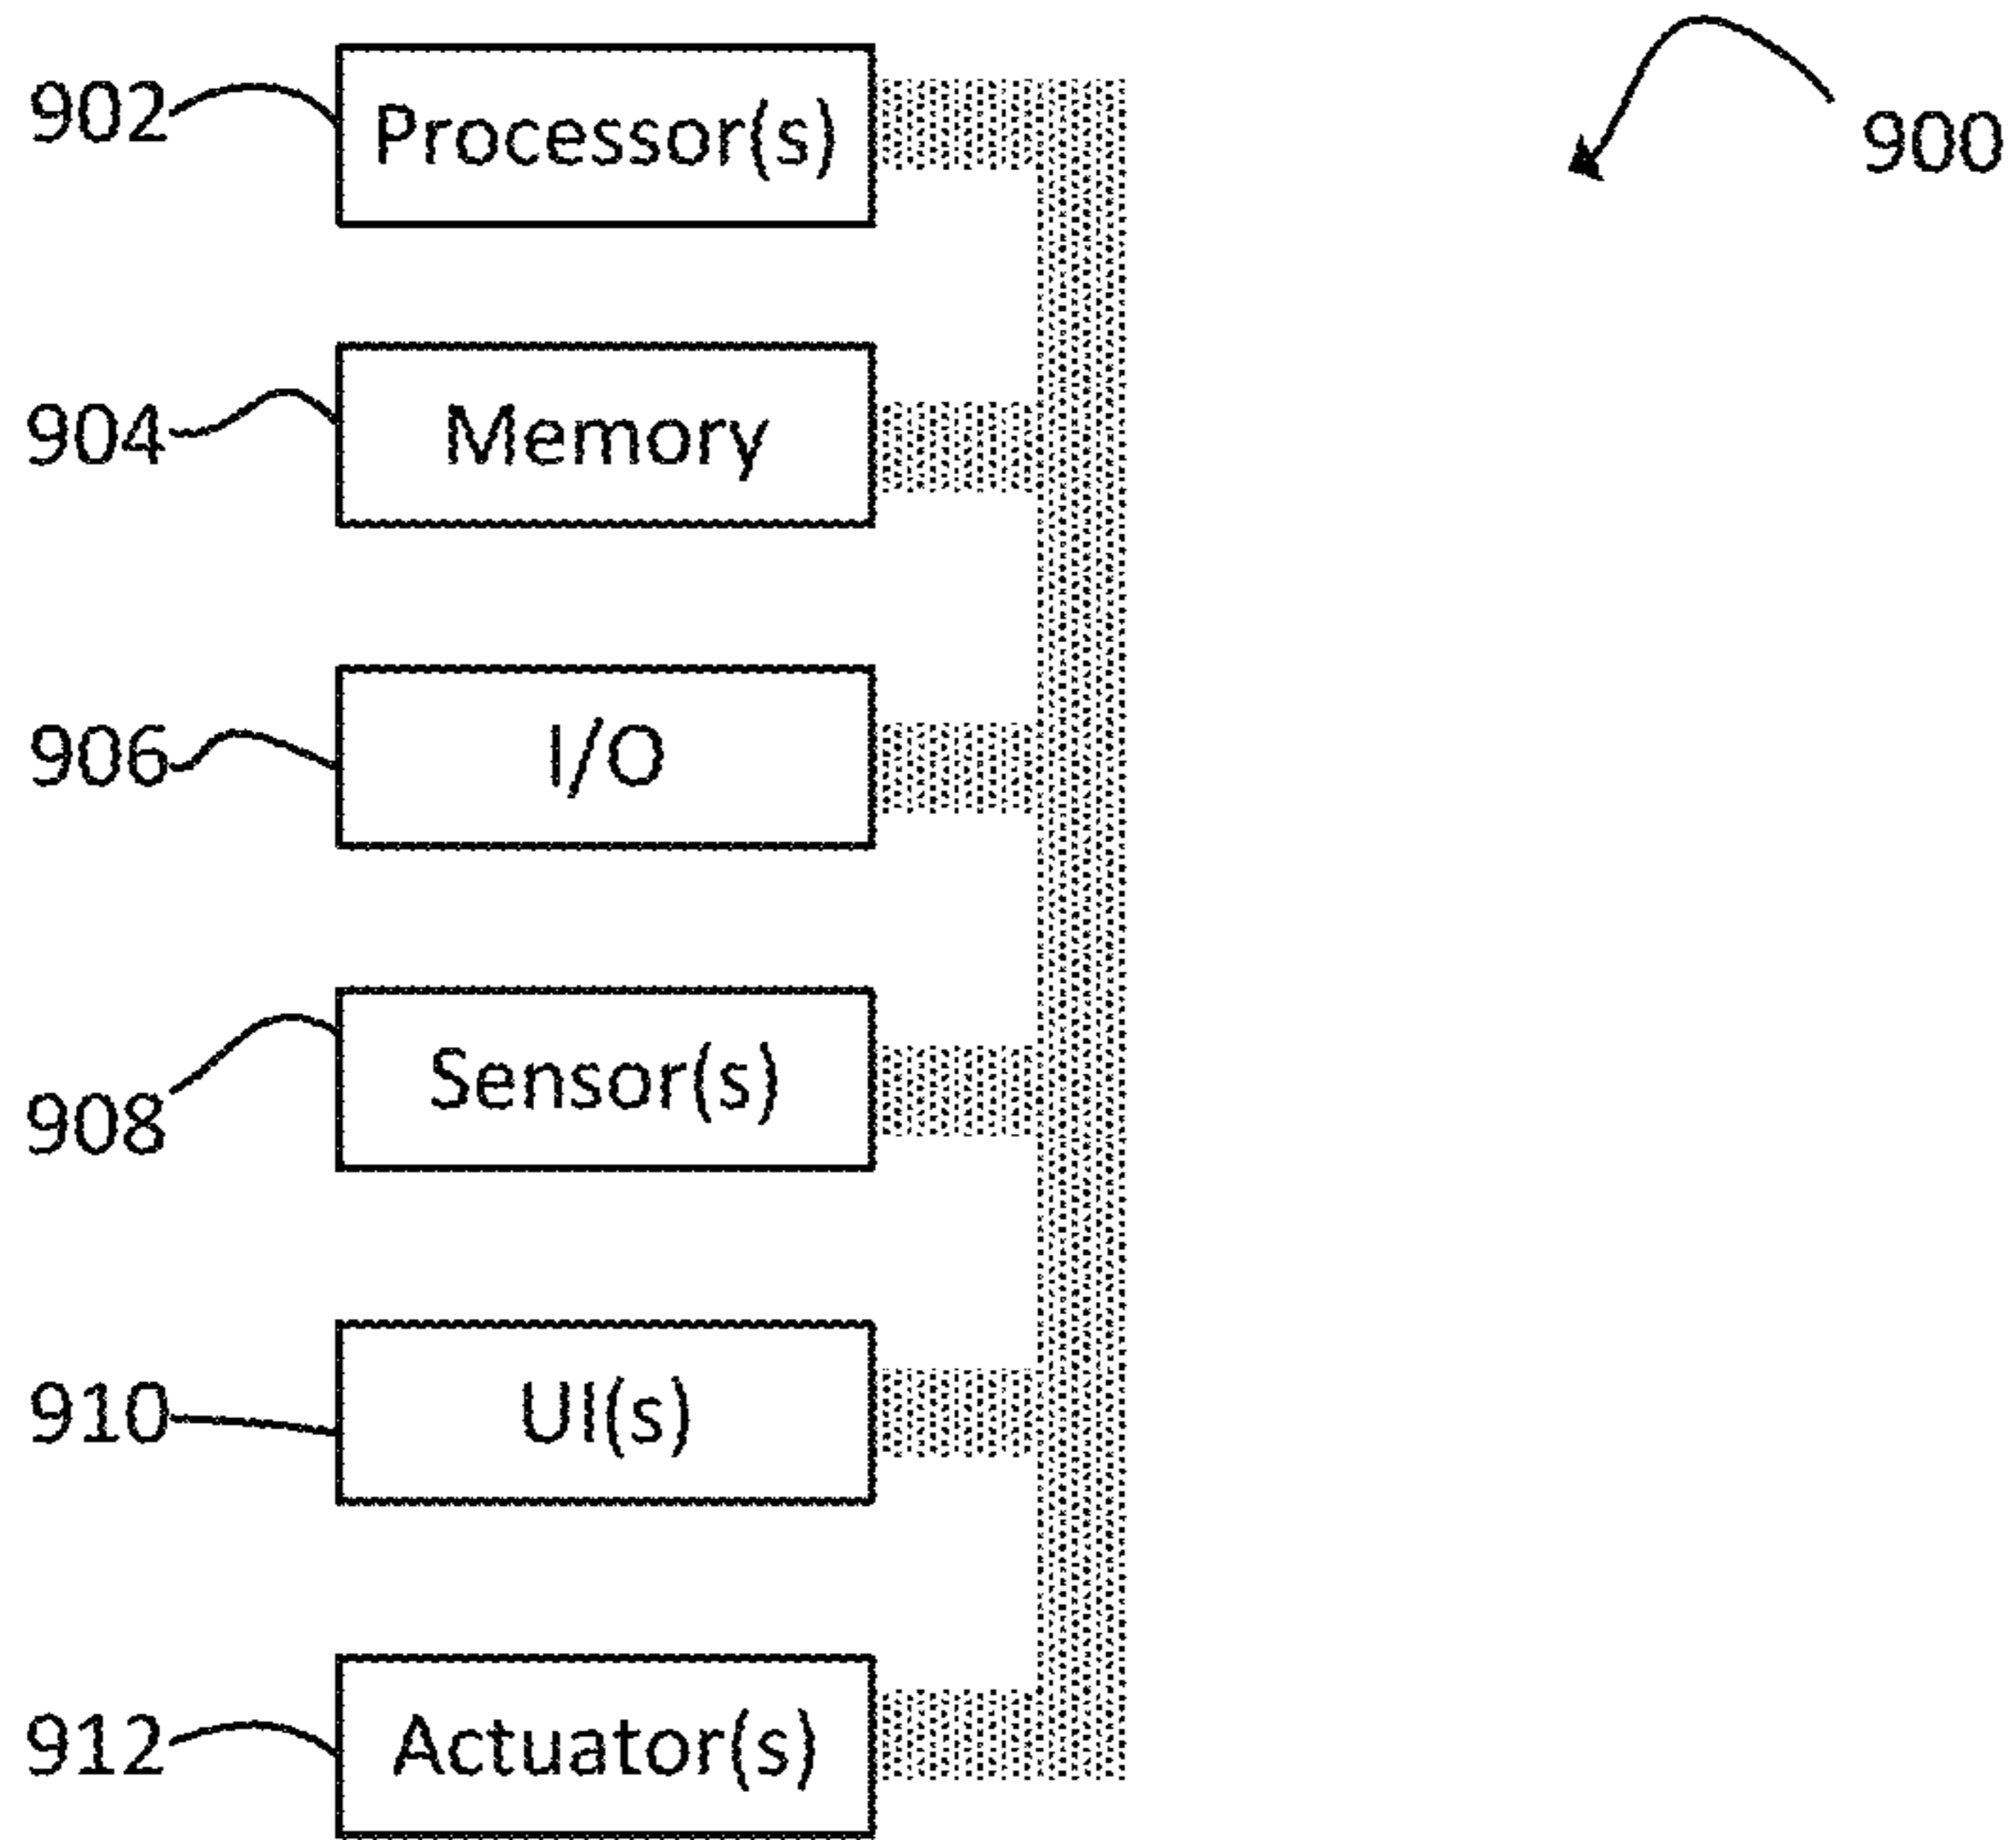 902 Processor(s) 900
904 Memory
906 I/O
908 Sensor(s)
910 UI(s)
912 Actuator(s)